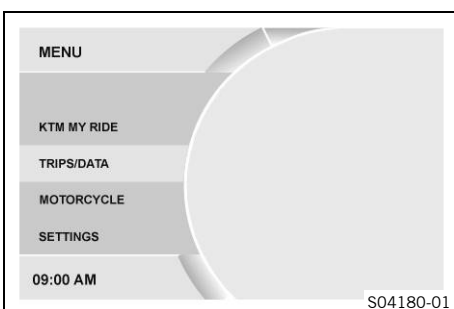 MENU
KTM MY RIDE
TRIPS/DATA
MOTORCYCLE
SETTINGS
09:00 AM
S04180-01